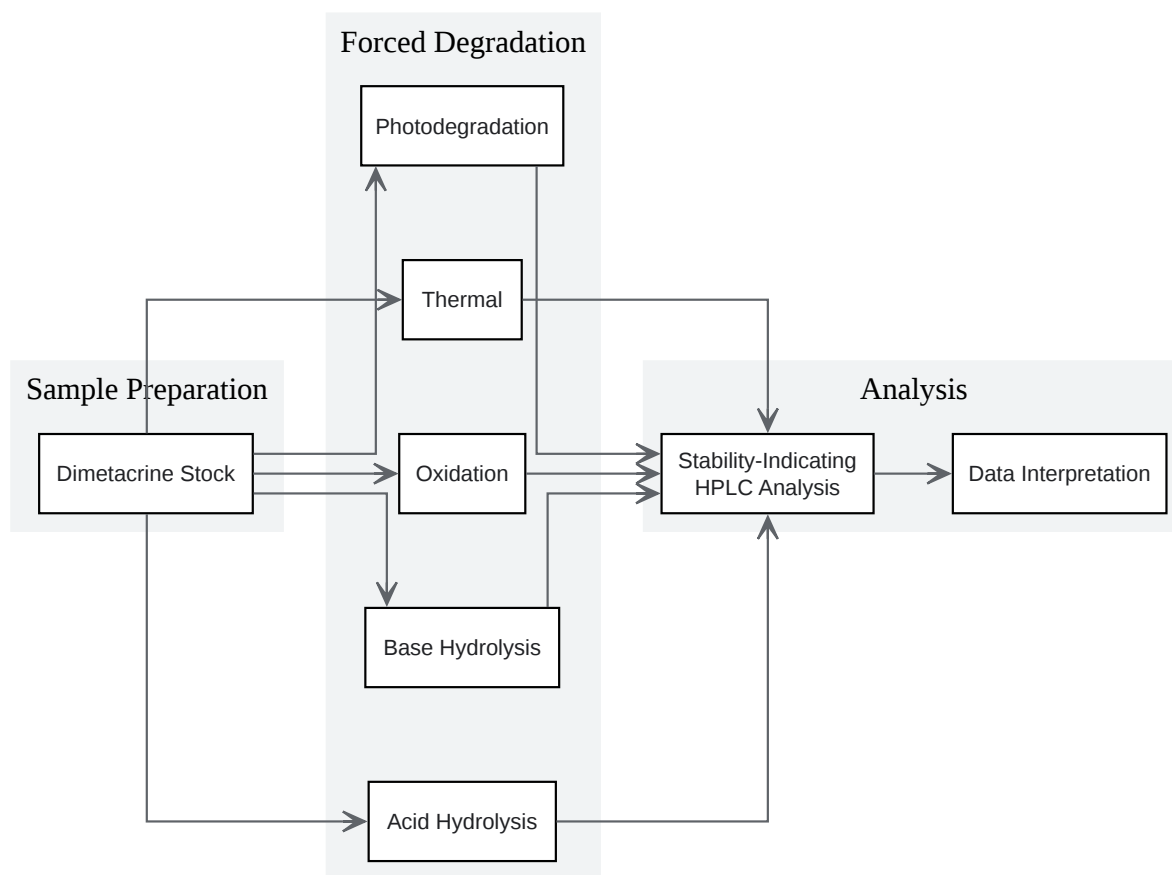 Forced Degradation
Photodegradation
Thermal
Sample Preparation
Analysis
Dimetacrine Stock
Oxidation
Stability-Indicating
HPLC Analysis
Data Interpretation
Base Hydrolysis
Acid Hydrolysis